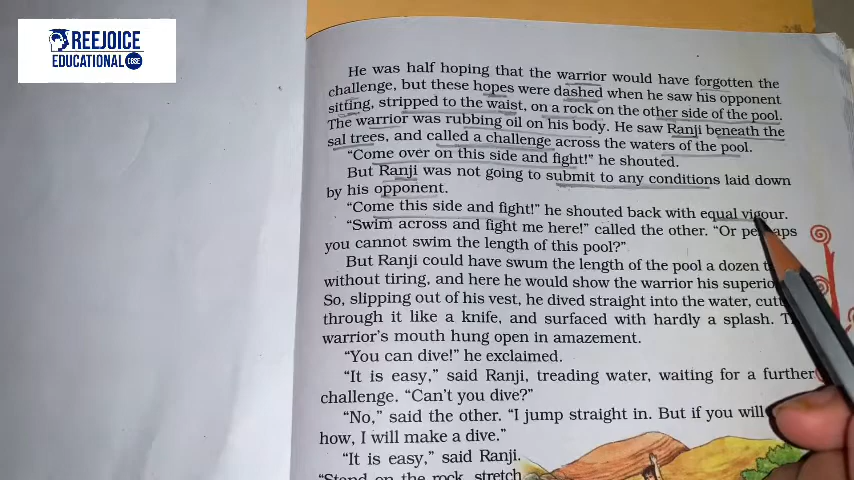 REEJOICE
EDUCATIONAL CBSE
He was half hoping that the warrior would have forgotten the
challenge, but these hopes were dashed when he saw his opponent
sitting, stripped to the waist, on a rock on the other side of the pool.
The warrior was rubbing oil on his body. He saw Ranji beneath the
sal trees, and called a challenge across the waters of the pool.
“Come over on this side and fight!” he shouted.
But Ranji was not going to submit to any conditions laid down
by his opponent.
“Come this side and fight!” he shouted back with equal vigour.
“Swim across and fight me here!” called the other. “Or perhaps
you cannot swim the length of this pool?”
But Ranji could have swum the length of the pool a dozen
without tiring, and here he would show the warrior his
So, slipping out of his vest, he dived straight into the water,
through it like a knife, and surfaced with hardly a splash.
warrior’s mouth hung open in amazement.
“You can dive!” he exclaimed.
“It is easy,” said Ranji, treading water, waiting for a further
challenge. “Can’t you dive?”
“No,” said the other. “I jump straight in. But if you will
how, I will make a dive.”
“It is easy,” said Ranji.
“Stand on the rock, stretch